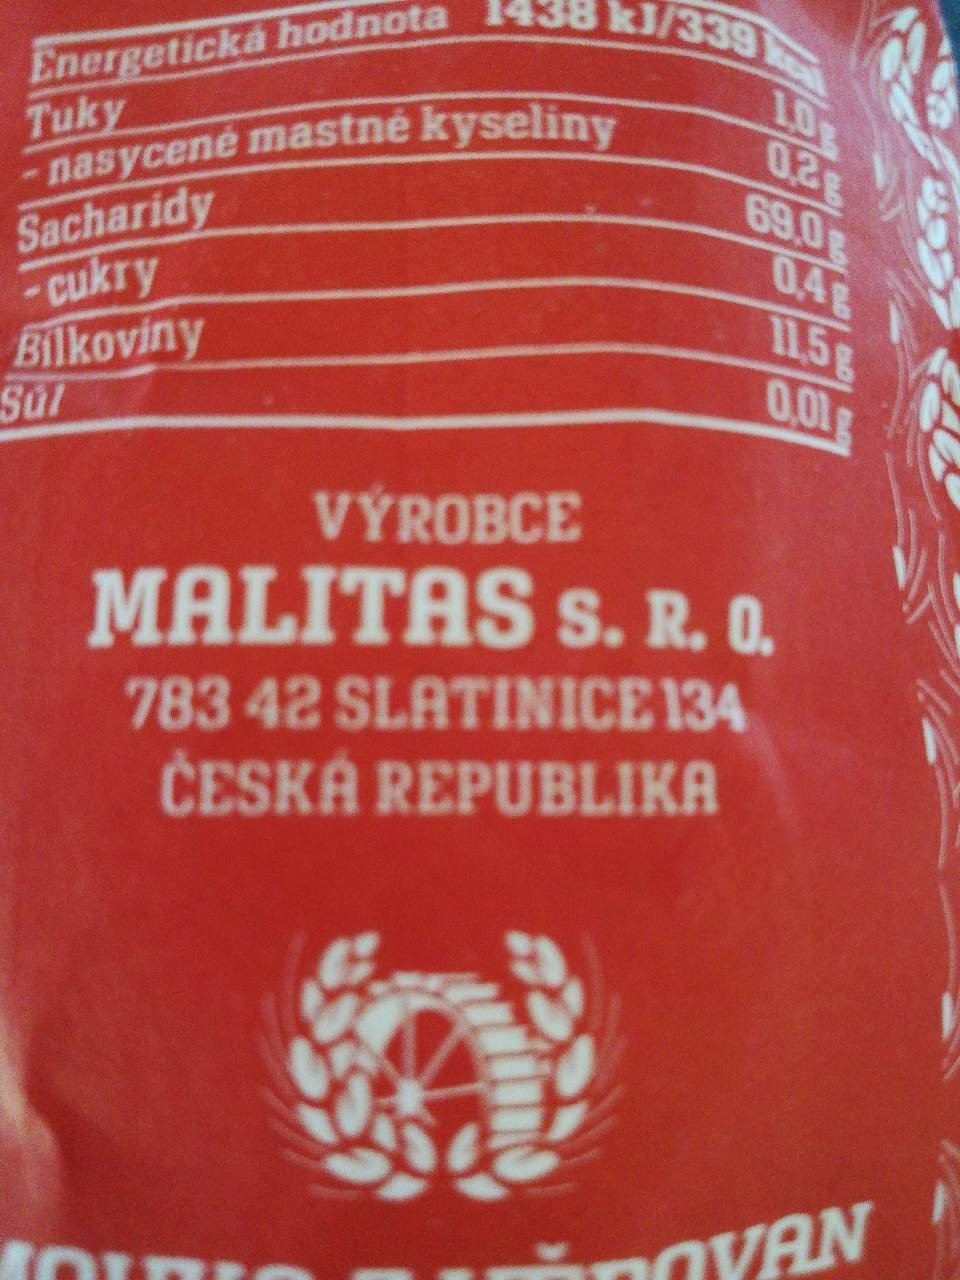 Energetická hodnota 1438 kJ/339 kcal
Tuky 1,0 g
- nasycené mastné kyseliny 0,2 g
Sacharidy 69,0 g
- cukry 0,4 g
Bílkoviny 11,5 g
Sůl 0,01 g
VÝROBCE
MALITAS S. R. O.
783 42 SLATINICE 134
ČESKÁ REPUBLIKA